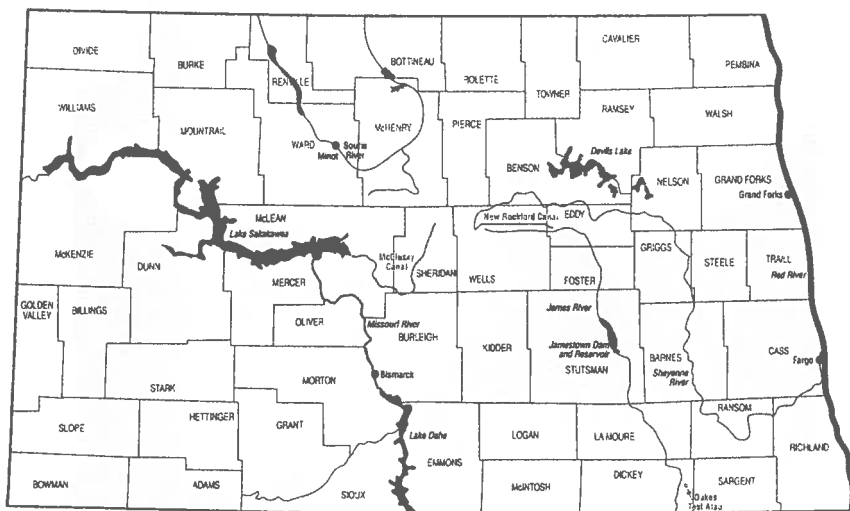 DIVIDE
BURKE
RENVILLE
BOTTINEAU
ROLETTE
CAVALIER
TOWNER
PEMBINA
WILLIAMS
MOUNTRAIL
WARD
Minot
Souris
River
McHENRY
PIERCE
RAMSEY
WALSH
BENSON
Devils Lake
NELSON
GRAND FORKS
Grand Forks
McLEAN
Lake Sakakawea
New Rockford Canal
EDDY
McKENZIE
DUNN
MERCER
McClusky
Canal
SHERIDAN
WELLS
FOSTER
GRIGGS
STEELE
TRAILL
Red River
GOLDEN
VALLEY
BILLINGS
OLIVER
Missouri River
BURLEIGH
KIDDER
James River
Jamestown Dam
and Reservoir
STUTSMAN
BARNES
Sheyenne
River
CASS
Fargo
STARK
MORTON
Bismarck
SLOPE
HETTINGER
GRANT
Lake Oahe
EMMONS
LOGAN
LA MOURE
RANSOM
RICHLAND
BOWMAN
ADAMS
SIOUX
McINTOSH
DICKEY
SARGENT
Oakes
Test Area